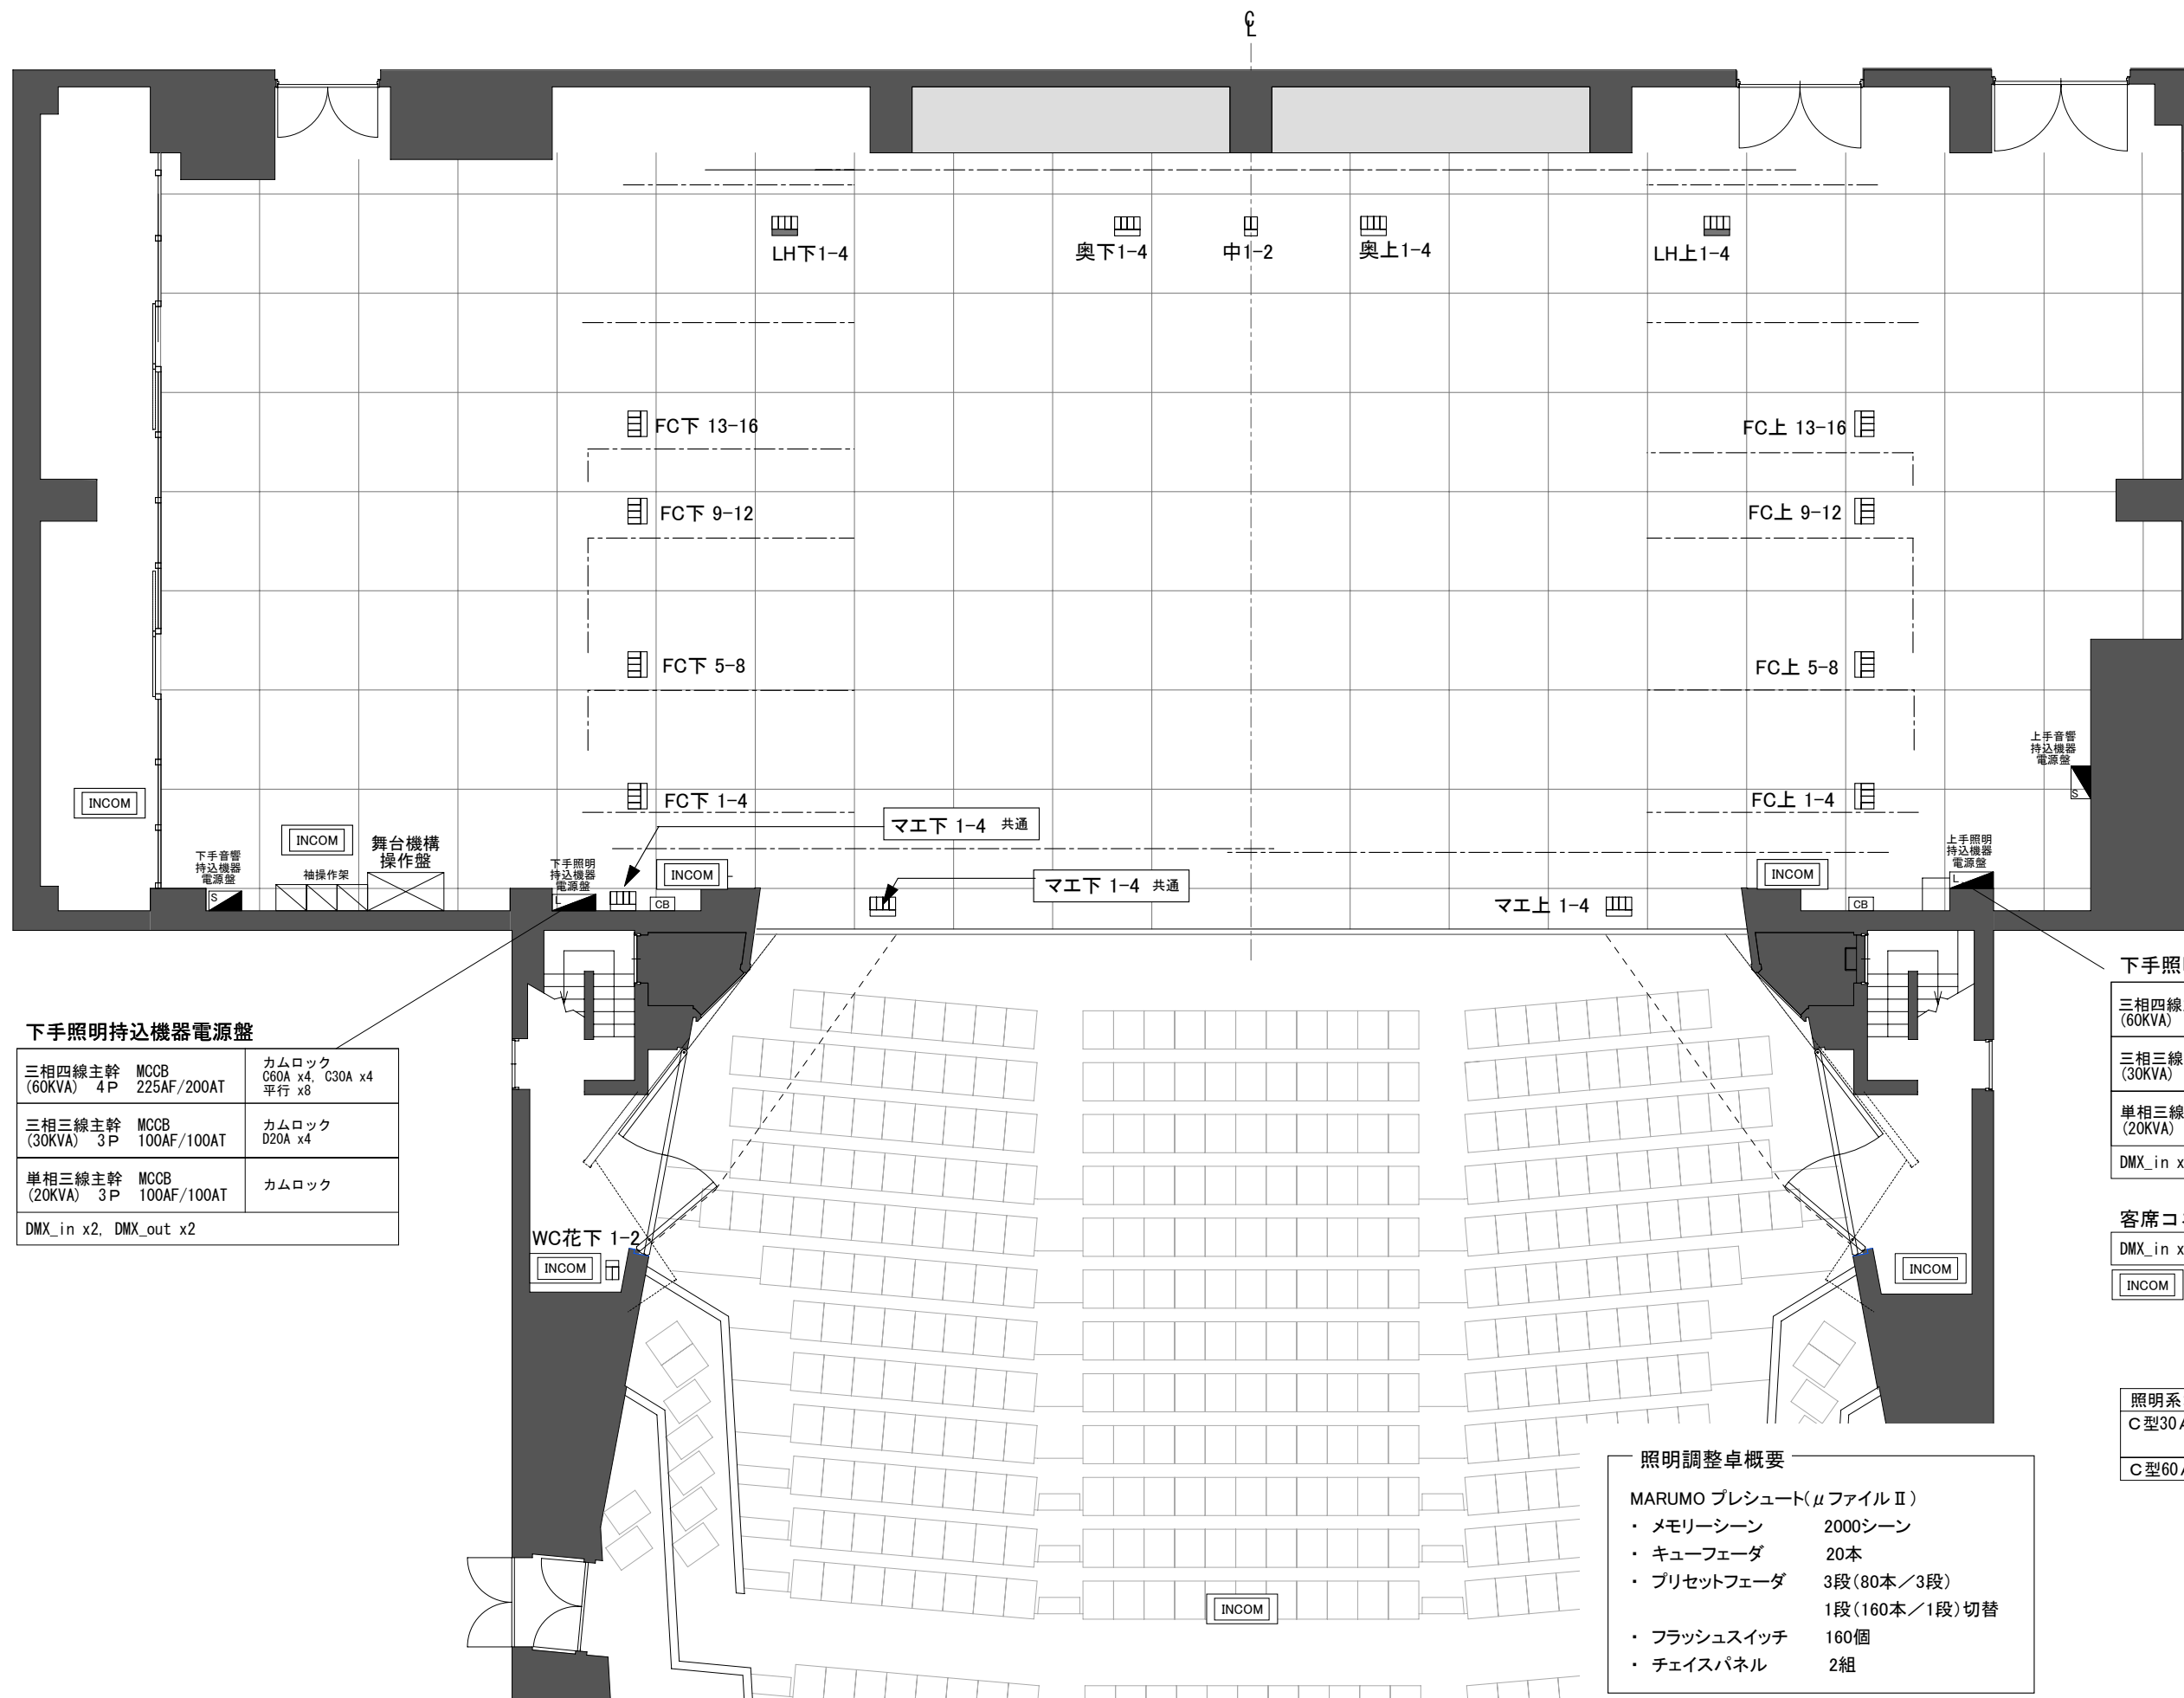 ℄
LH下1-4
奥下1-4
中1-2
奥上1-4
LH上1-4
FC下 13-16
FC上 13-16
FC下 9-12
FC上 9-12
FC下 5-8
FC上 5-8
上手音響
持込機器
電源盤
S
INCOM
FC下 1-4
FC上 1-4
マエ下 1-4 共通
INCOM
舞台機構
操作盤
下手音響
持込機器
電源盤
S
袖操作架
下手照明
持込機器
電源盤
L
INCOM
CB
マエ下 1-4 共通
マエ上 1-4
INCOM
CB
上手照明
持込機器
電源盤
L
下手照明持込機器電源盤
三相四線主幹 MCCB
(60KVA) 4P 225AF/200AT
カムロック
C60A x4, C30A x4
平行 x8
三相三線主幹 MCCB
(30KVA) 3P 100AF/100AT
カムロック
D20A x4
単相三線主幹 MCCB
(20KVA) 3P 100AF/100AT
カムロック
DMX_in x2, DMX_out x2
下手照
三相四線
(60KVA)
三相三線
(30KVA)
単相三線
(20KVA)
DMX_in x
WC花下 1-2
INCOM
INCOM
客席コ
DMX_in x
INCOM
照明系
C型30A
C型60A
INCOM
照明調整卓概要
MARUMO プレシュート(μファイルⅡ)
・ メモリーシーン 2000シーン
・ キューフェーダ 20本
・ プリセットフェーダ 3段(80本/3段)
1段(160本/1段)切替
・ フラッシュスイッチ 160個
・ チェイスパネル 2組